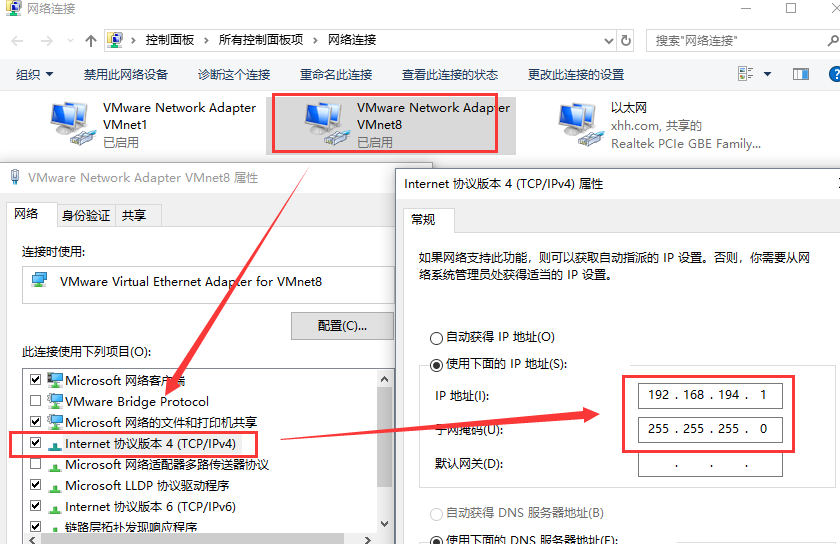 网络连接
控制面板
所有控制面板项
网络连接
搜索"网络连接"
组织
禁用此网络设备
诊断这个连接
重命名此连接
查看此连接的状态
更改此连接的设置
VMware Network Adapter
VMnet1
已启用
VMware Network Adapter
VMnet8
已启用
以太网
xhh.com, 共享的
Realtek PCIe GBE Family...
VMware Network Adapter VMnet8 属性
网络
身份验证
共享
连接时使用:
VMware Virtual Ethernet Adapter for VMnet8
配置(C)...
此连接使用下列项目(O):
Microsoft 网络客户端
VMware Bridge Protocol
Microsoft 网络的文件和打印机共享
Internet 协议版本 4 (TCP/IPv4)
Microsoft 网络适配器多路传送器协议
Microsoft LLDP 协议驱动程序
Internet 协议版本 6 (TCP/IPv6)
链路层拓扑发现响应程序
Internet 协议版本 4 (TCP/IPv4) 属性
常规
如果网络支持此功能，则可以获取自动指派的 IP 设置。否则，你需要从网
络系统管理员处获得适当的 IP 设置。
自动获得 IP 地址(O)
使用下面的 IP 地址(S):
IP 地址(I):
192 . 168 . 194 . 1
子网掩码(U):
255 . 255 . 255 . 0
默认网关(D):
. . .
自动获得 DNS 服务器地址(B)
使用下面的 DNS 服务器地址(E):